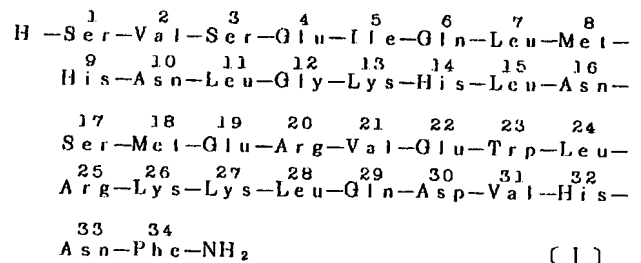 1 2 3 4 5 6 7 8
H-Ser-Val-Ser-Glu-Ile-Gln-Leu-Met-
9 10 11 12 13 14 15 16
His-Asn-Leu-Gly-Lys-His-Leu-Asn-
17 18 19 20 21 22 23 24
Ser-Met-Glu-Arg-Val-Glu-Trp-Leu-
25 26 27 28 29 30 31 32
Arg-Lys-Lys-Leu-Gln-Asp-Val-His-
33 34
Asn-Phe-NH₂ [1]